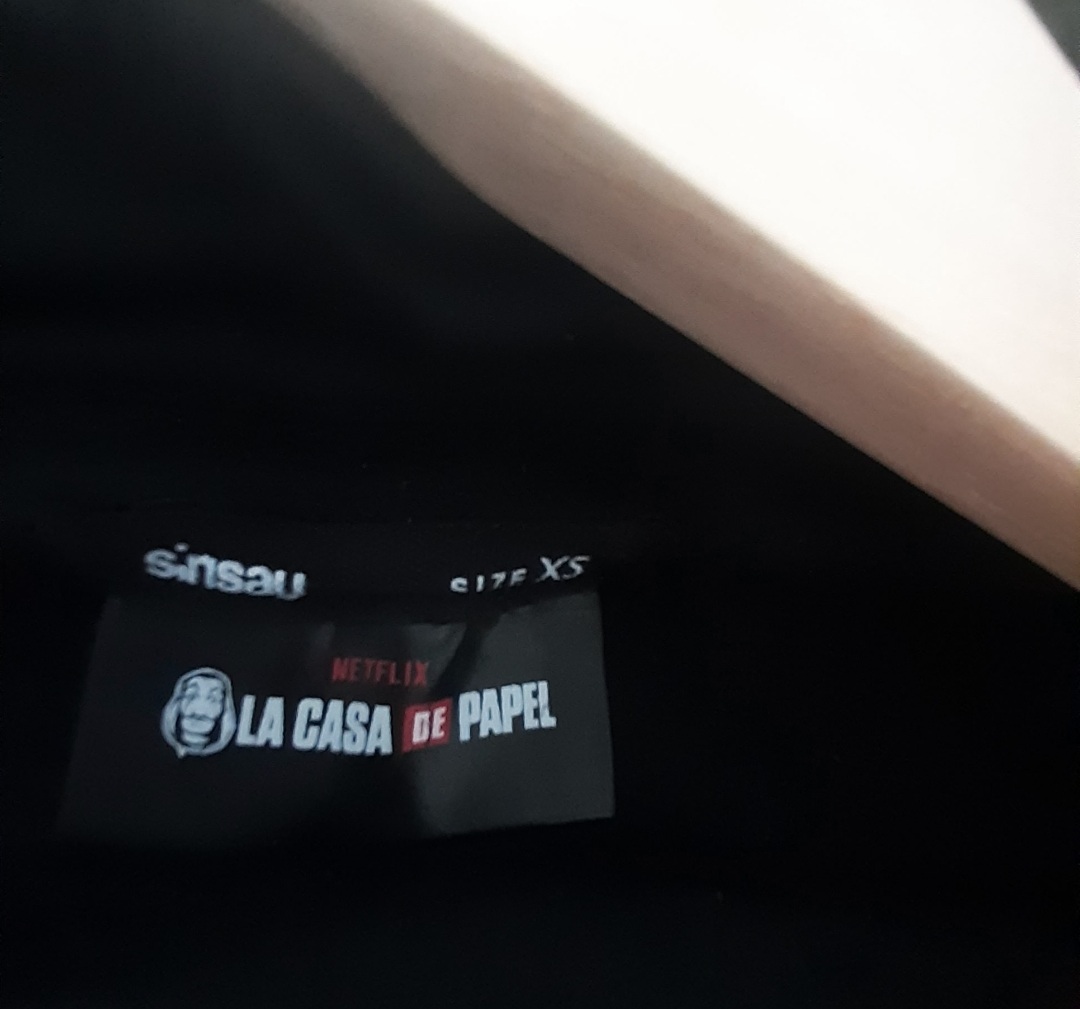 sinsay SIZE XS
NETFLIX
LA CASA DE PAPEL